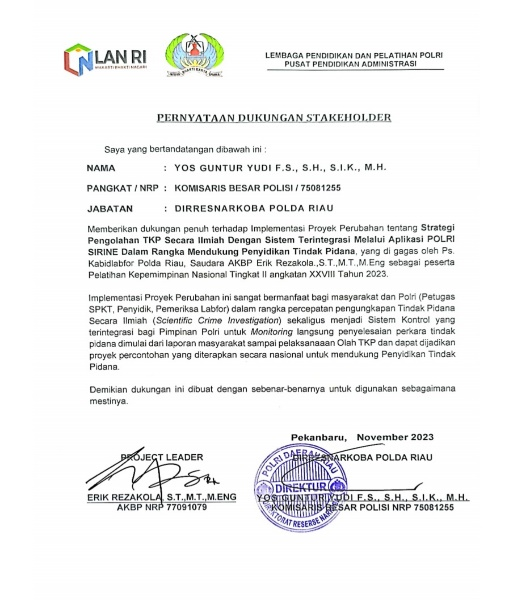 LAN RI
MAKARTI BHAKTI NAGARI
LEMBAGA PENDIDIKAN DAN PELATIHAN POLRI
PUSAT PENDIDIKAN ADMINISTRASI
PERNYATAAN DUKUNGAN STAKEHOLDER
Saya yang bertandatangan dibawah ini :
NAMA : YOS GUNTUR YUDI F.S., S.H., S.I.K., M.H.
PANGKAT / NRP : KOMISARIS BESAR POLISI / 75081255
JABATAN : DIRRESNARKOBA POLDA RIAU
Memberikan dukungan penuh terhadap Implementasi Proyek Perubahan tentang Strategi
Pengolahan TKP Secara Ilmiah Dengan Sistem Terintegrasi Melalui Aplikasi POLRI
SIRINE Dalam Rangka Mendukung Penyidikan Tindak Pidana, yang di gagas oleh Ps.
Kabidlabfor Polda Riau, Saudara AKBP Erik Rezakola.,S.T.,M.T.,M.Eng sebagai peserta
Pelatihan Kepemimpinan Nasional Tingkat II angkatan XXVIII Tahun 2023.
Implementasi Proyek Perubahan ini sangat bermanfaat bagi masyarakat dan Polri (Petugas
SPKT, Penyidik, Pemeriksa Labfor) dalam rangka percepatan pengungkapan Tindak Pidana
Secara Ilmiah (Scientific Crime Investigation) sekaligus menjadi Sistem Kontrol yang
terintegrasi bagi Pimpinan Polri untuk Monitoring langsung penyelesaian perkara tindak
pidana dimulai dari laporan masyarakat sampai pelaksanaaan Olah TKP dan dapat dijadikan
proyek percontohan yang diterapkan secara nasional untuk mendukung Penyidikan Tindak
Pidana.
Demikian dukungan ini dibuat dengan sebenar-benarnya untuk digunakan sebagaimana
mestinya.
Pekanbaru, November 2023
PROJECT LEADER
DIRRESNARKOBA POLDA RIAU
POLRI DAERAH RIAU
DIREKTUR
ERIK REZAKOLA, S.T.,M.T.,M.ENG
AKBP NRP 77091079
YOS GUNTUR YUDI F.S., S.H., S.I.K., M.H.
KOMISARIS BESAR POLISI NRP 75081255